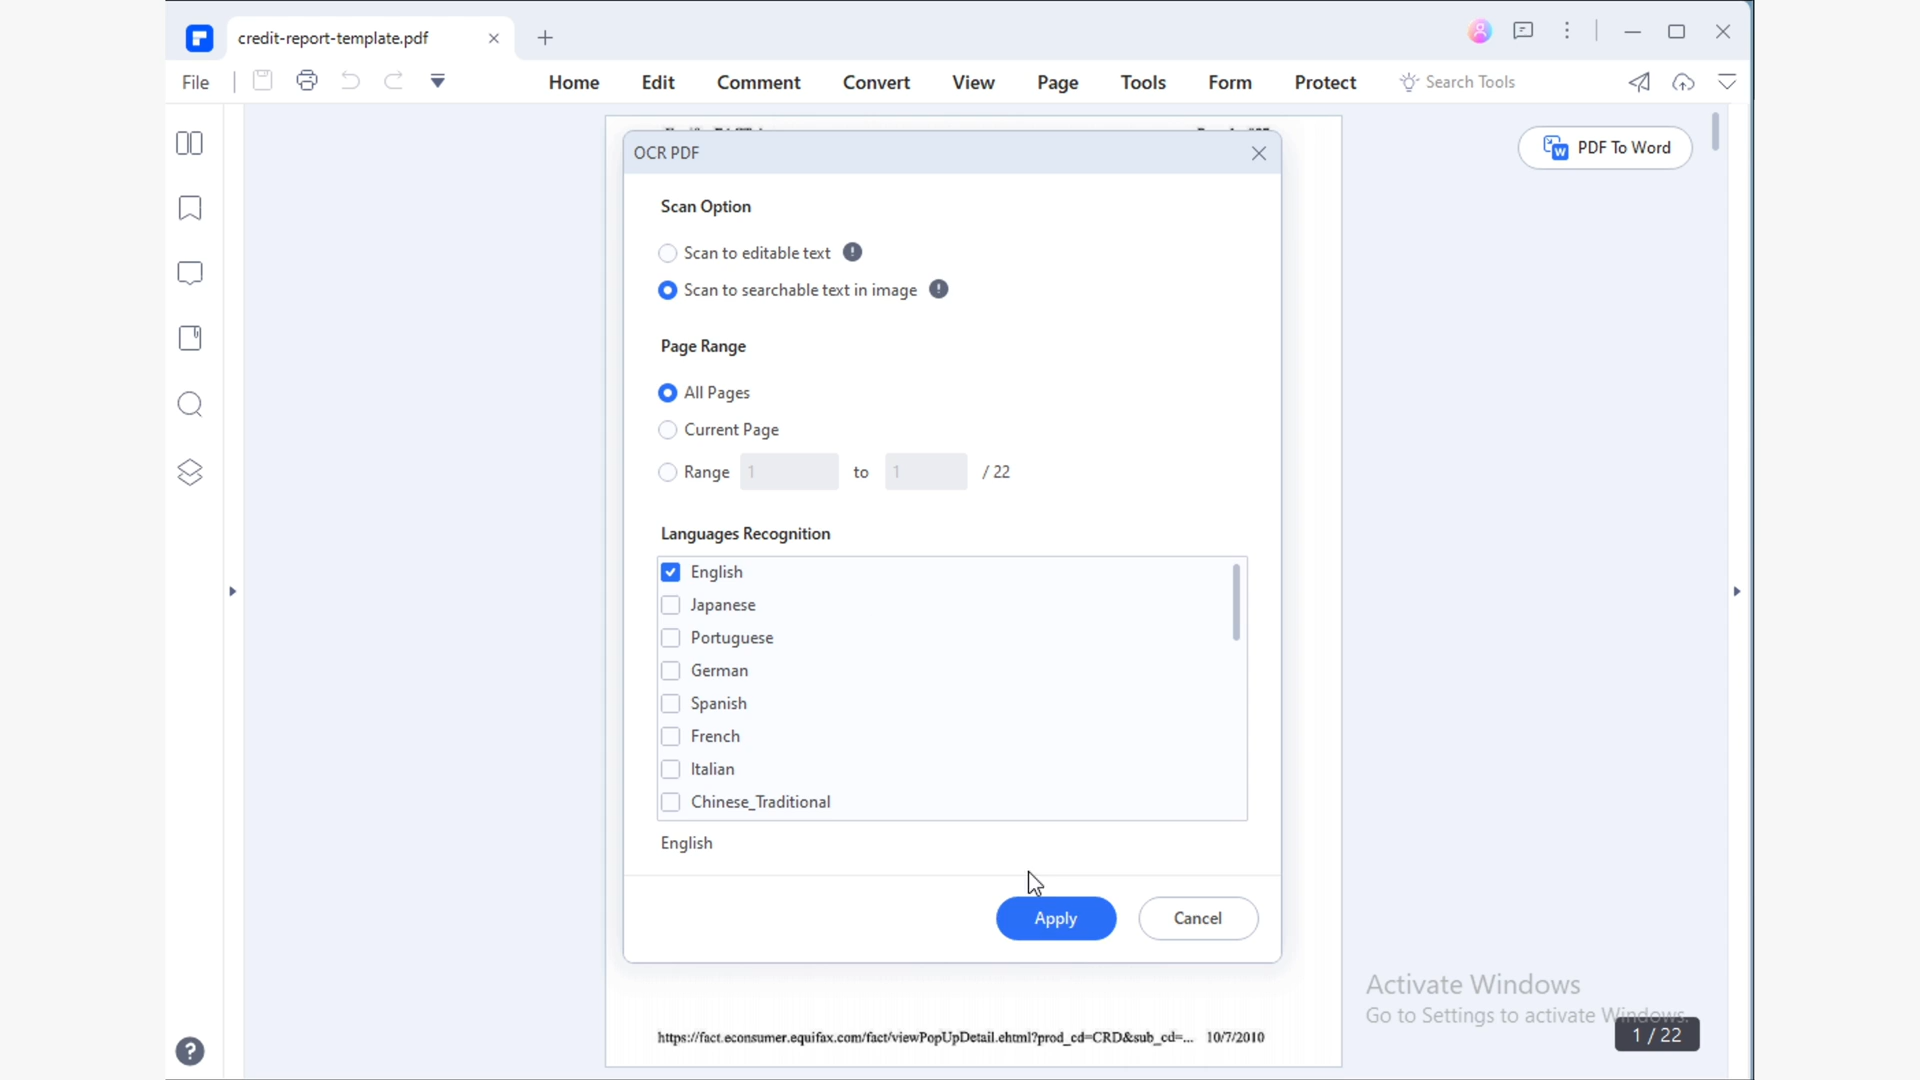 credit-report-template.pdf
File
Home Edit Comment Convert View Page Tools Form Protect Search Tools
PDF To Word
OCR PDF
Scan Option
Scan to editable text
Scan to searchable text in image
Page Range
All Pages
Current Page
Range 1 to 1 / 22
Languages Recognition
English
Japanese
Portuguese
German
Spanish
French
Italian
Chinese_Traditional
English
Apply Cancel
Activate Windows
Go to Settings to activate Windows.
1 / 22
https://fact.econsumer.equifax.com/fact/viewPopUpDetail.ehtml?prod_cd=CRD&sub_cd=... 10/7/2010